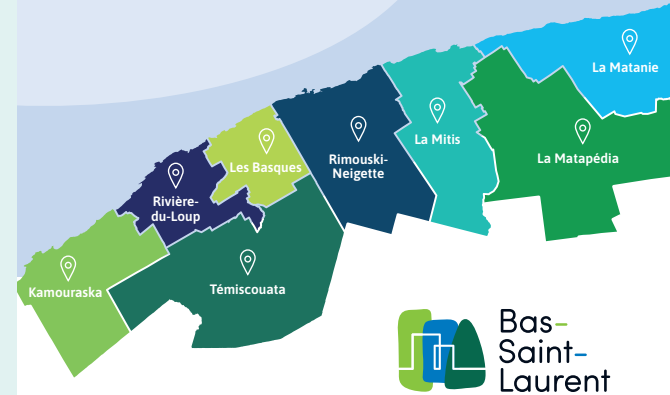 La Matanie
La Matapédia
La Mitis
Rimouski-
Neigette
Les Basques
Rivière-
du-Loup
Témiscouata
Kamouraska
Bas-
Saint-
Laurent